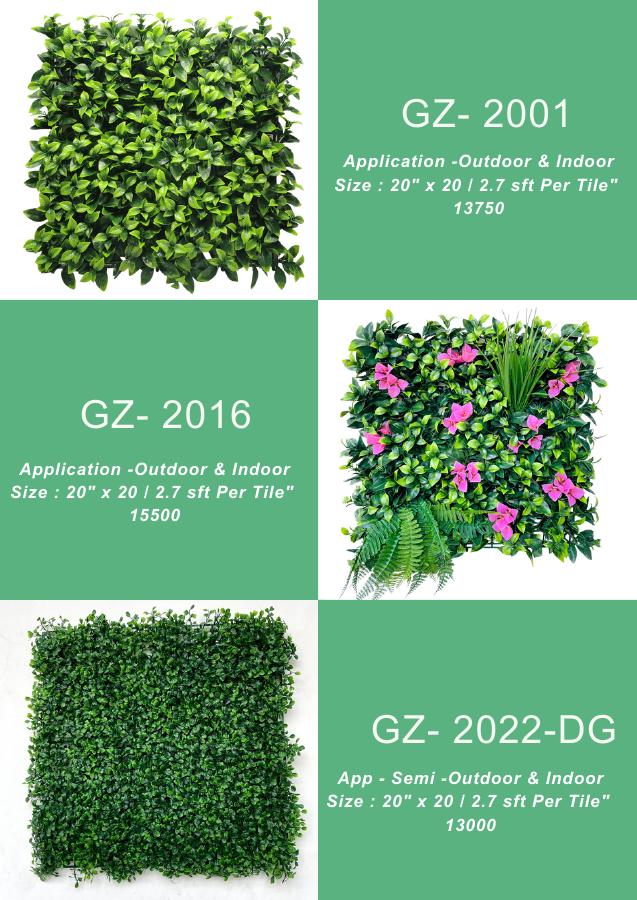 GZ- 2001
Application -Outdoor & Indoor
Size : 20" x 20 / 2.7 sft Per Tile"
13750
GZ- 2016
Application -Outdoor & Indoor
Size : 20" x 20 / 2.7 sft Per Tile"
15500
GZ- 2022-DG
App - Semi -Outdoor & Indoor
Size : 20" x 20 / 2.7 sft Per Tile"
13000